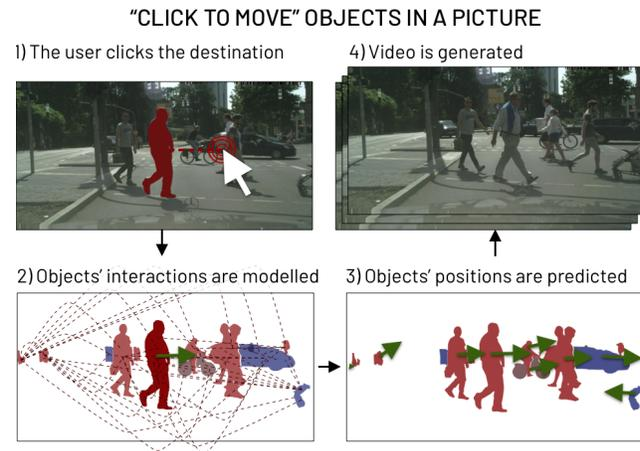 “CLICK TO MOVE” OBJECTS IN A PICTURE
1) The user clicks the destination
4) Video is generated
2) Objects’ interactions are modelled
3) Objects’ positions are predicted